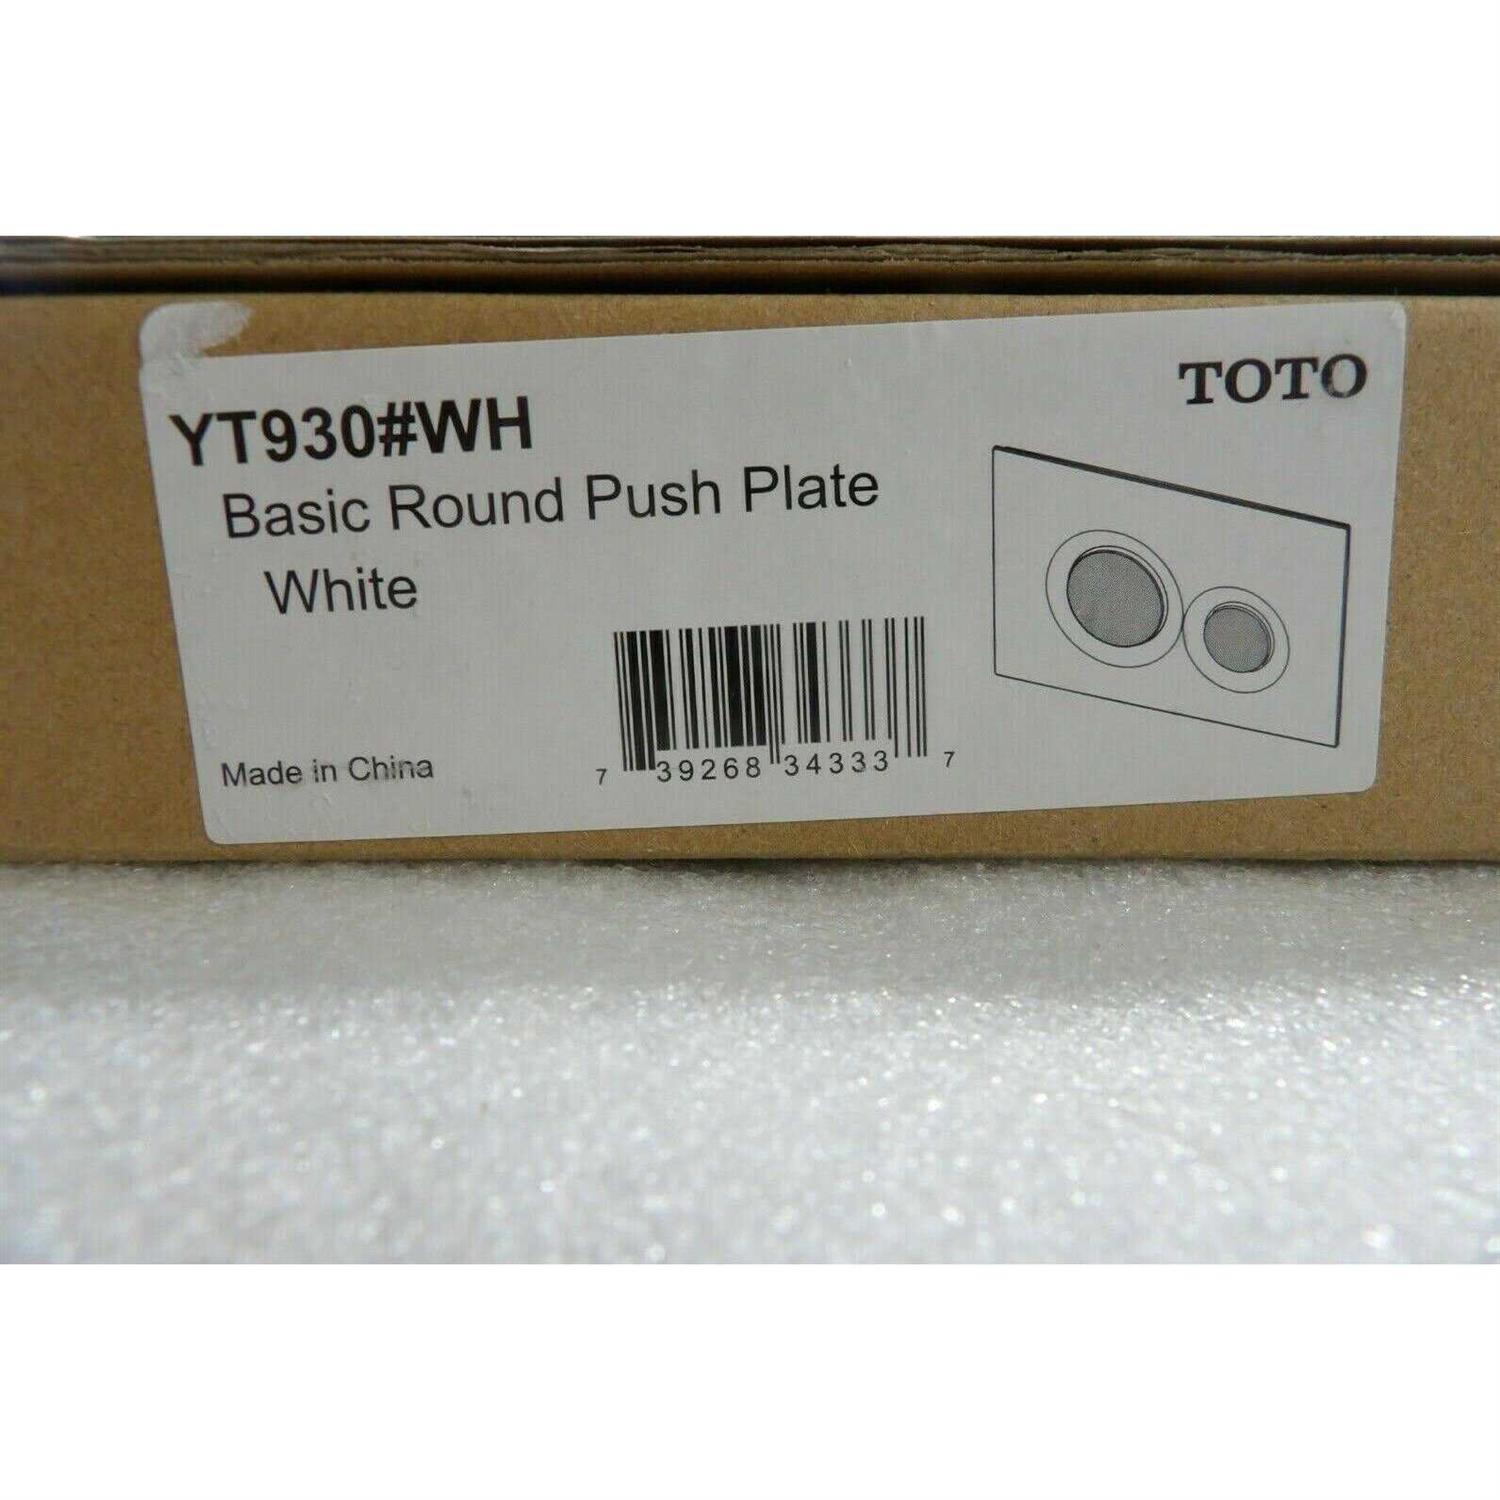 TOTO
YT930#WH
Basic Round Push Plate
White
Made in China
7 39268 34333 7